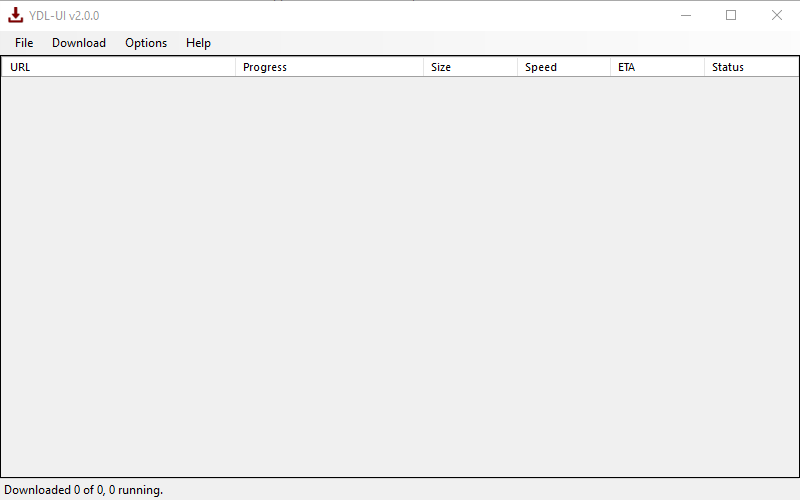 YDL-UI v2.0.0
File Download Options Help
URL Progress Size Speed ETA Status
Downloaded 0 of 0, 0 running.